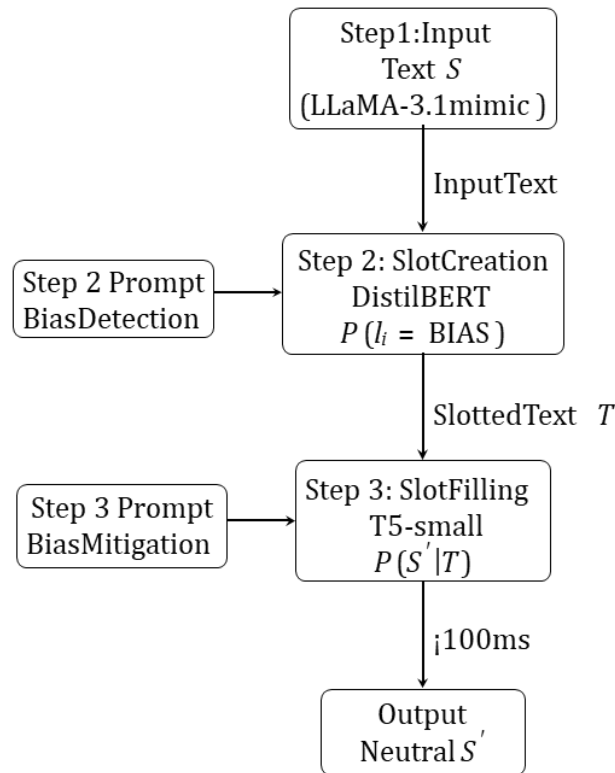 Step1:Input
Text S
(LLaMA-3.1mimic )
InputText
Step 2 Prompt
BiasDetection
Step 2: SlotCreation
DistilBERT
P(lᵢ = BIAS )
SlottedText T
Step 3 Prompt
BiasMitigation
Step 3: SlotFilling
T5-small
P(S′|T)
¡100ms
Output
Neutral S′